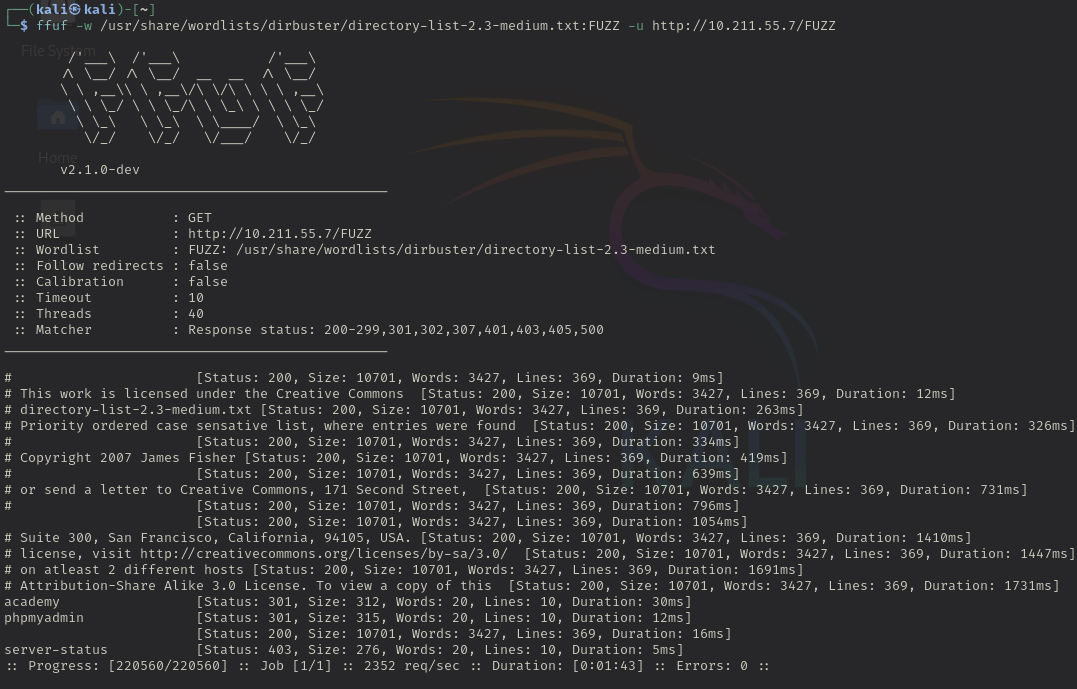 ┌──(kali㉿kali)-[~]
└─$ ffuf -w /usr/share/wordlists/dirbuster/directory-list-2.3-medium.txt:FUZZ -u http://10.211.55.7/FUZZ
File System
Home
v2.1.0-dev
:: Method : GET
:: URL : http://10.211.55.7/FUZZ
:: Wordlist : FUZZ: /usr/share/wordlists/dirbuster/directory-list-2.3-medium.txt
:: Follow redirects : false
:: Calibration : false
:: Timeout : 10
:: Threads : 40
:: Matcher : Response status: 200-299,301,302,307,401,403,405,500
# [Status: 200, Size: 10701, Words: 3427, Lines: 369, Duration: 9ms]
# This work is licensed under the Creative Commons [Status: 200, Size: 10701, Words: 3427, Lines: 369, Duration: 12ms]
# directory-list-2.3-medium.txt [Status: 200, Size: 10701, Words: 3427, Lines: 369, Duration: 263ms]
# Priority ordered case sensative list, where entries were found [Status: 200, Size: 10701, Words: 3427, Lines: 369, Duration: 326ms]
# [Status: 200, Size: 10701, Words: 3427, Lines: 369, Duration: 334ms]
# Copyright 2007 James Fisher [Status: 200, Size: 10701, Words: 3427, Lines: 369, Duration: 419ms]
# [Status: 200, Size: 10701, Words: 3427, Lines: 369, Duration: 639ms]
# or send a letter to Creative Commons, 171 Second Street, [Status: 200, Size: 10701, Words: 3427, Lines: 369, Duration: 731ms]
# [Status: 200, Size: 10701, Words: 3427, Lines: 369, Duration: 796ms]
[Status: 200, Size: 10701, Words: 3427, Lines: 369, Duration: 1054ms]
# Suite 300, San Francisco, California, 94105, USA. [Status: 200, Size: 10701, Words: 3427, Lines: 369, Duration: 1410ms]
# license, visit http://creativecommons.org/licenses/by-sa/3.0/ [Status: 200, Size: 10701, Words: 3427, Lines: 369, Duration: 1447ms]
# on atleast 2 different hosts [Status: 200, Size: 10701, Words: 3427, Lines: 369, Duration: 1691ms]
# Attribution-Share Alike 3.0 License. To view a copy of this [Status: 200, Size: 10701, Words: 3427, Lines: 369, Duration: 1731ms]
academy [Status: 301, Size: 312, Words: 20, Lines: 10, Duration: 30ms]
phpmyadmin [Status: 301, Size: 315, Words: 20, Lines: 10, Duration: 12ms]
[Status: 200, Size: 10701, Words: 3427, Lines: 369, Duration: 16ms]
server-status [Status: 403, Size: 276, Words: 20, Lines: 10, Duration: 5ms]
:: Progress: [220560/220560] :: Job [1/1] :: 2352 req/sec :: Duration: [0:01:43] :: Errors: 0 ::
KALI